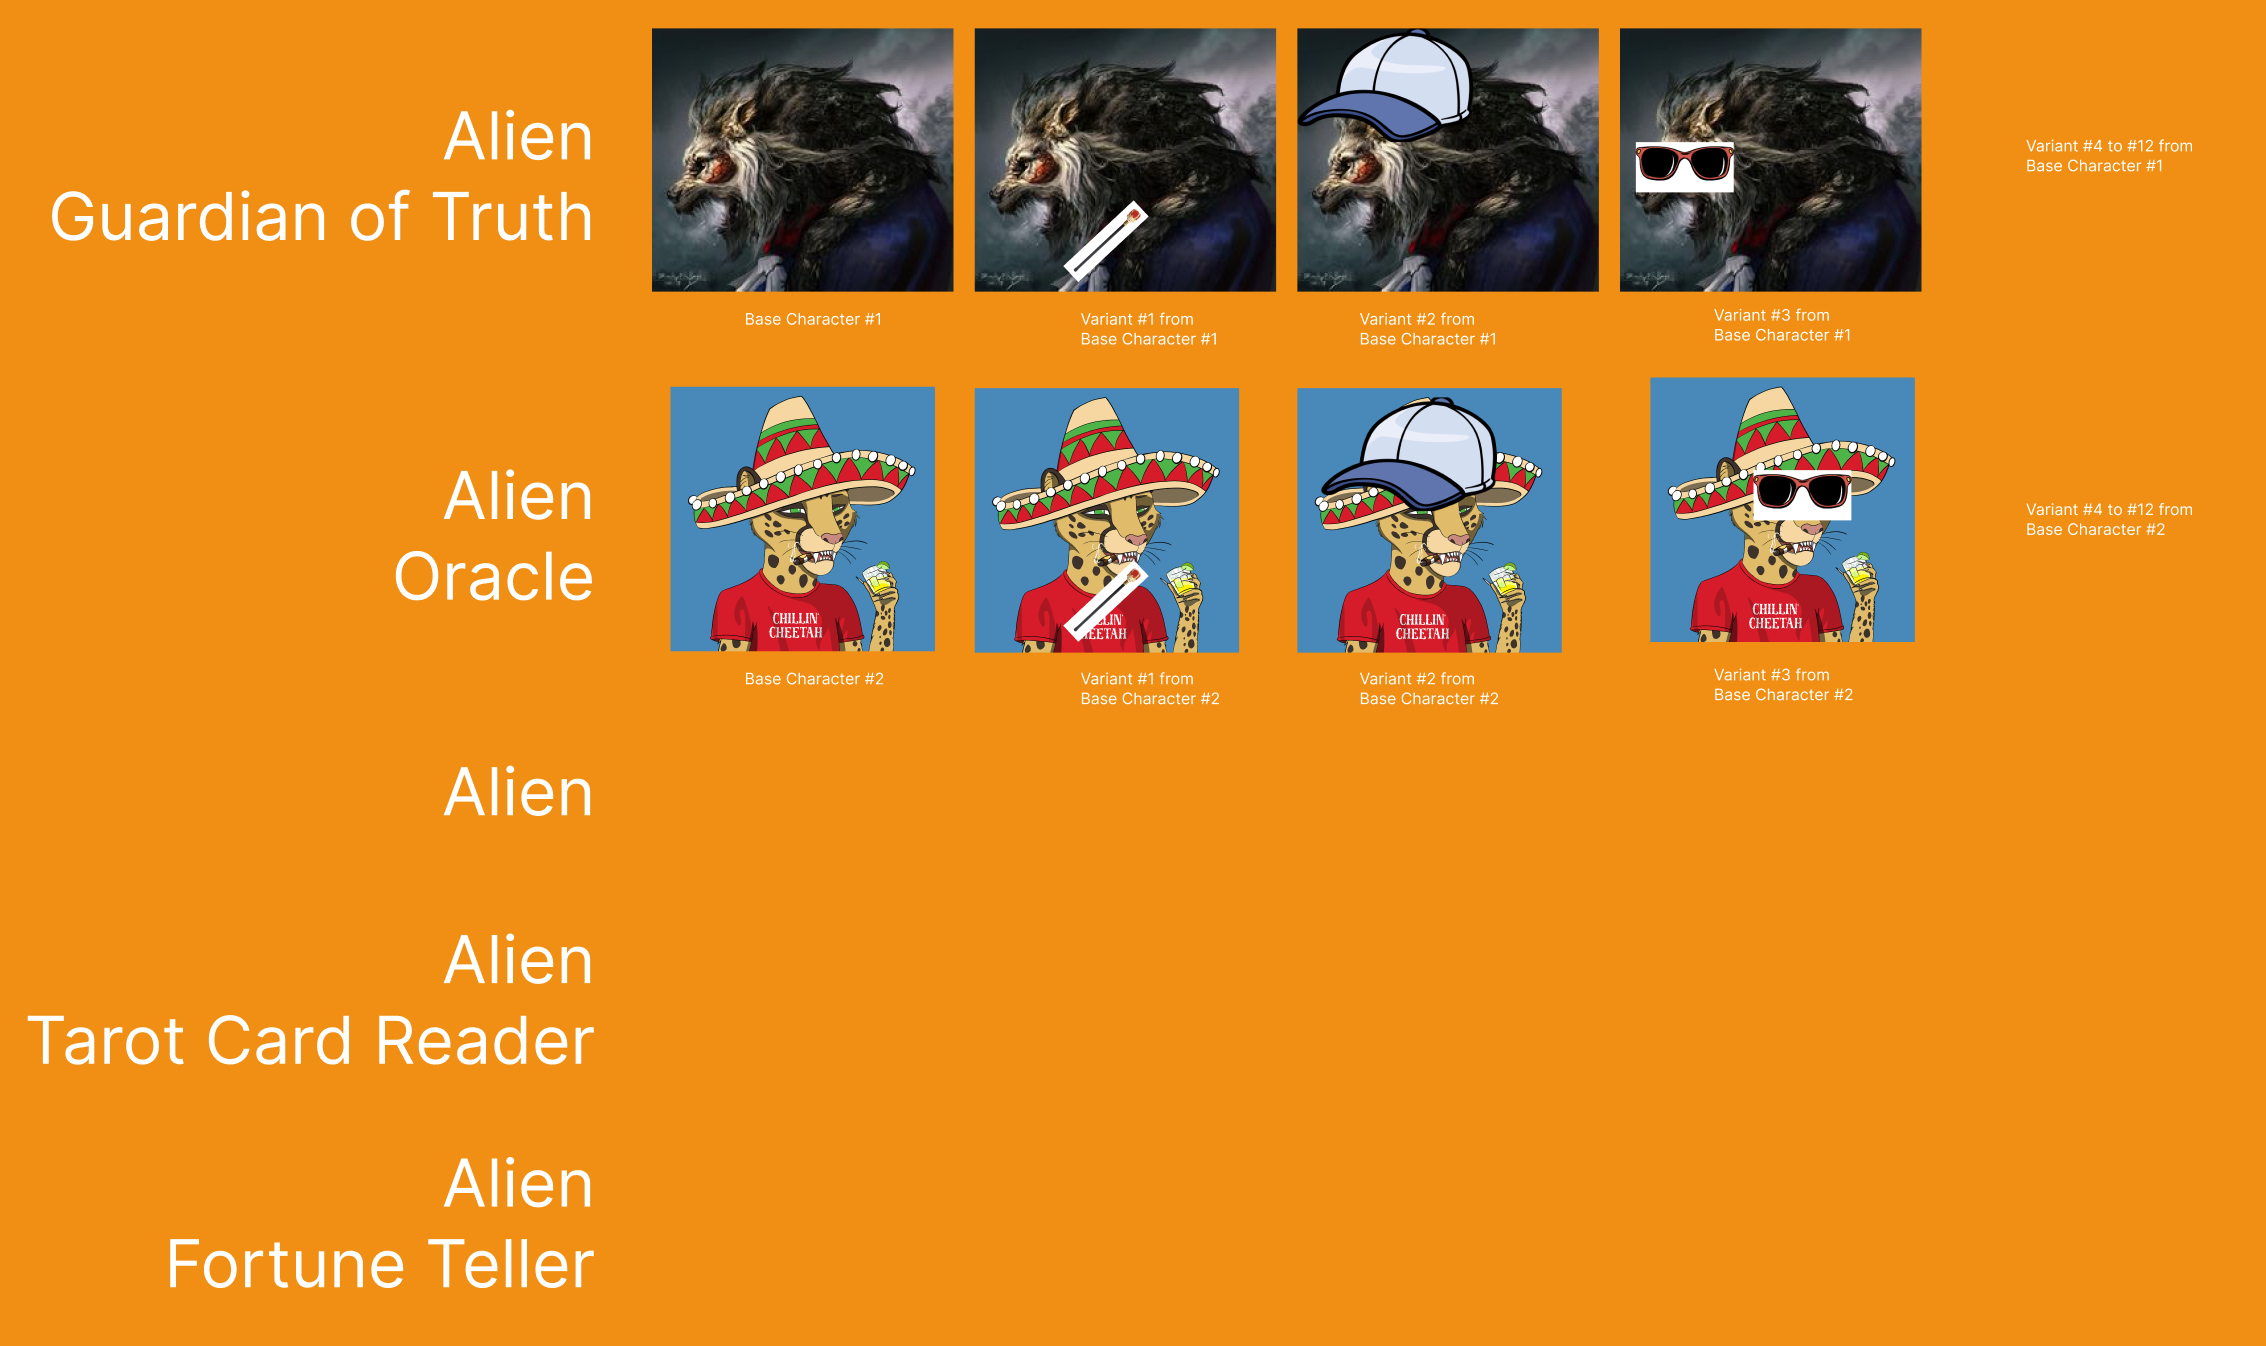 Alien
Guardian of Truth
Base Character #1
Variant #1 from
Base Character #1
Variant #2 from
Base Character #1
Variant #3 from
Base Character #1
Variant #4 to #12 from
Base Character #1
Alien
Oracle
CHILLIN'
CHEETAH
Base Character #2
LLIN'
EETAH
Variant #1 from
Base Character #2
CHILLIN'
CHEETAH
Variant #2 from
Base Character #2
CHILLIN'
CHEETAH
Variant #3 from
Base Character #2
Variant #4 to #12 from
Base Character #2
Alien
Alien
Tarot Card Reader
Alien
Fortune Teller